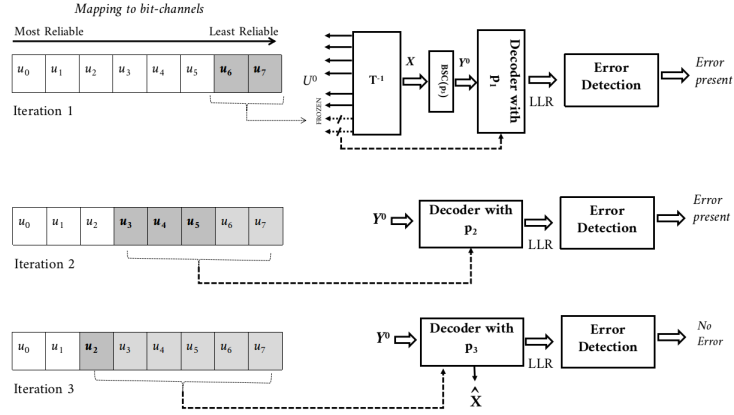 Mapping to bit-channels
Most Reliable Least Reliable
u0 u1 u2 u3 u4 u5 u6 u7
Iteration 1
U⁰
FROZEN
T⁻¹
X
BSC(p₁)
Y⁰
Decoder with
p₁
LLR
Error
Detection
Error
present
u0 u1 u2 u3 u4 u5 u6 u7
Iteration 2
Y⁰
Decoder with
p₂
LLR
Error
Detection
Error
present
u0 u1 u2 u3 u4 u5 u6 u7
Iteration 3
Y⁰
Decoder with
p₃
X̂
LLR
Error
Detection
No
Error